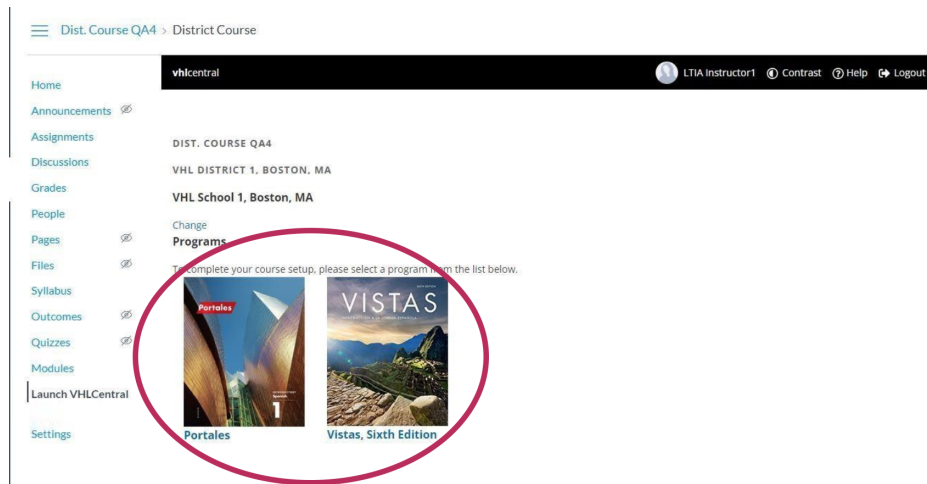 Dist. Course QA4 > District Course
vhlcentral
LTIA Instructor1 Contrast Help Logout
Home
Announcements
Assignments
Discussions
Grades
People
Pages
Files
Syllabus
Outcomes
Quizzes
Modules
Launch VHLCentral
Settings
DIST. COURSE QA4
VHL DISTRICT 1, BOSTON, MA
VHL School 1, Boston, MA
Change
Programs
To complete your course setup, please select a program from the list below.
Portales
Spanish
1
Portales
VISTAS
Vistas, Sixth Edition